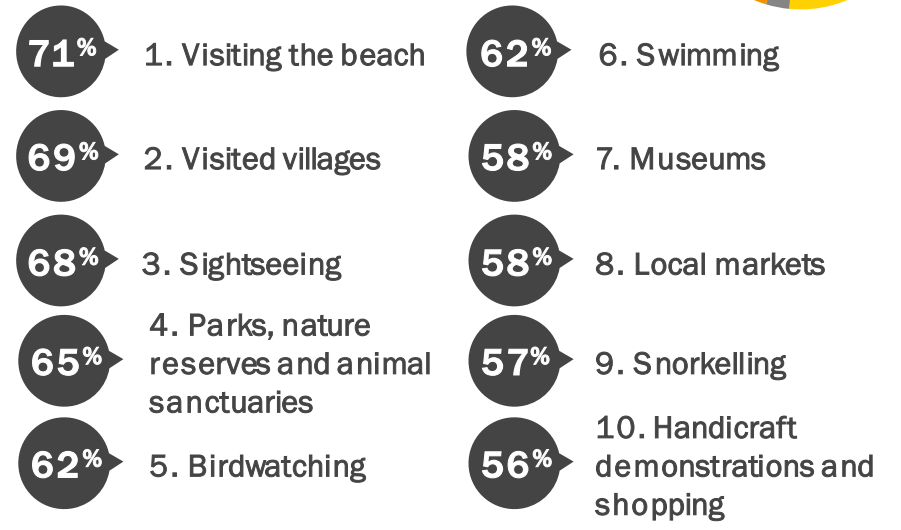 71%
1. Visiting the beach
69%
2. Visited villages
68%
3. Sightseeing
65%
4. Parks, nature
reserves and animal
sanctuaries
62%
5. Birdwatching
62%
6. Swimming
58%
7. Museums
58%
8. Local markets
57%
9. Snorkelling
56%
10. Handicraft
demonstrations and
shopping